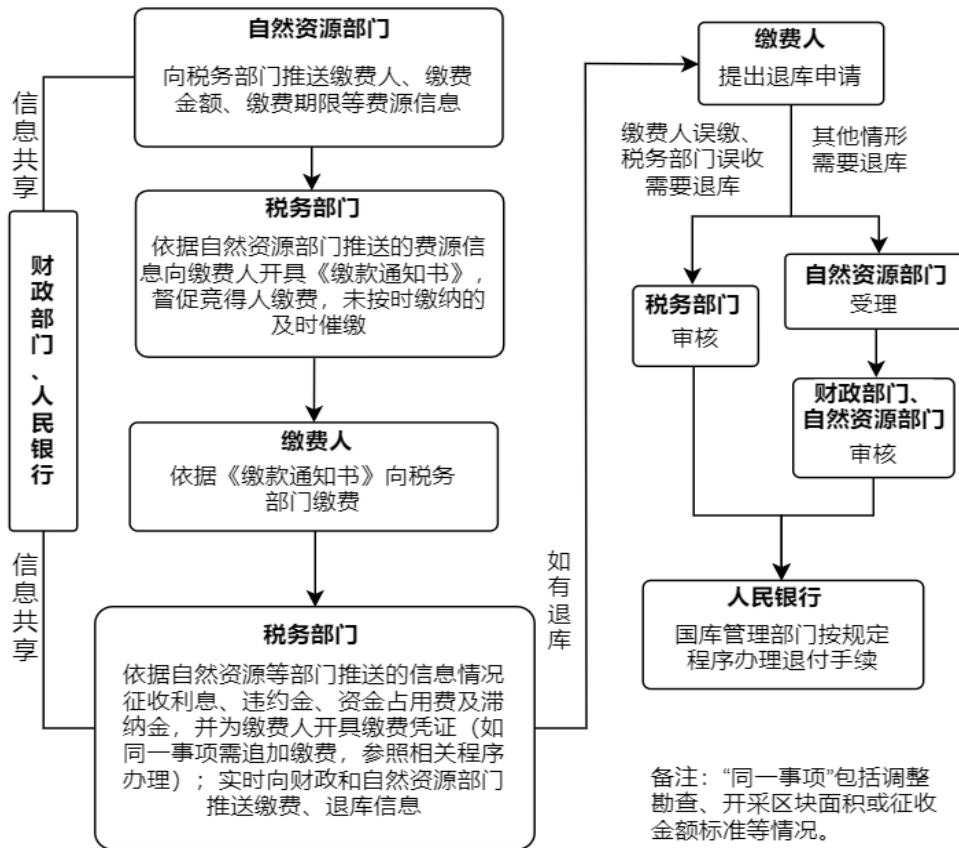 自然资源部门
向税务部门推送缴费人、缴费
金额、缴费期限等费源信息
信息共享
税务部门
依据自然资源部门推送的费源信
息向缴费人开具《缴款通知书》，
督促竞得人缴费，未按时缴纳的
及时催缴
财政部门、人民银行
缴费人
依据《缴款通知书》向税务
部门缴费
信息共享
税务部门
依据自然资源等部门推送的信息情况
征收利息、违约金、资金占用费及滞
纳金，并为缴费人开具缴费凭证（如
同一事项需追加缴费，参照相关程序
办理）；实时向财政和自然资源部门
推送缴费、退库信息
如有退库
缴费人
提出退库申请
缴费人误缴、
税务部门误收
需要退库
其他情形
需要退库
税务部门
审核
自然资源部门
受理
财政部门、
自然资源部门
审核
人民银行
国库管理部门按规定
程序办理退付手续
备注：“同一事项”包括调整
勘查、开采区块面积或征收
金额标准等情况。